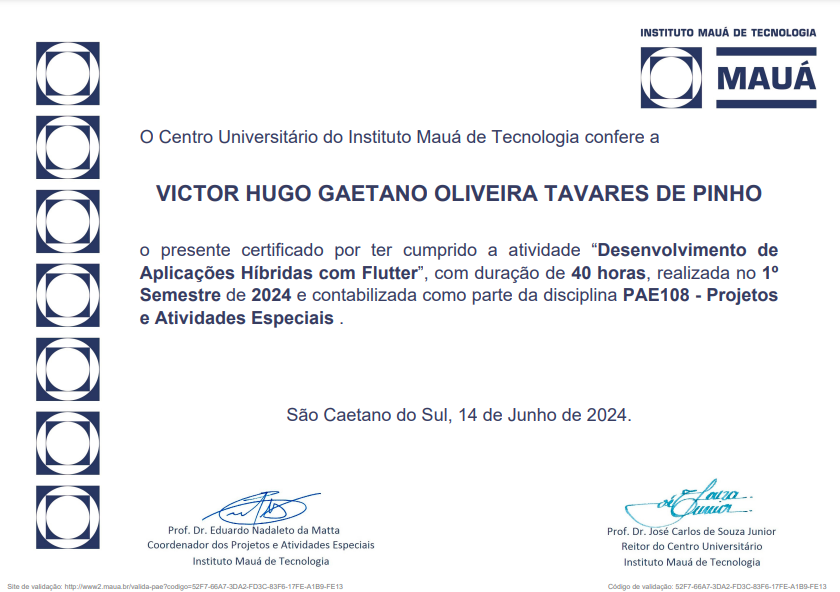 INSTITUTO MAUÁ DE TECNOLOGIA
MAUÁ
O Centro Universitário do Instituto Mauá de Tecnologia confere a
VICTOR HUGO GAETANO OLIVEIRA TAVARES DE PINHO
o presente certificado por ter cumprido a atividade “Desenvolvimento de
Aplicações Híbridas com Flutter”, com duração de 40 horas, realizada no 1º
Semestre de 2024 e contabilizada como parte da disciplina PAE108 - Projetos
e Atividades Especiais .
São Caetano do Sul, 14 de Junho de 2024.
Prof. Dr. Eduardo Nadaleto da Matta
Coordenador dos Projetos e Atividades Especiais
Instituto Mauá de Tecnologia
Souza
Junior
Prof. Dr. José Carlos de Souza Junior
Reitor do Centro Universitário
Instituto Mauá de Tecnologia
Site de validação: http://www2.maua.br/valida-pae?codigo=52F7-66A7-3DA2-FD3C-83F6-17FE-A1B9-FE13
Código de validação: 52F7-66A7-3DA2-FD3C-83F6-17FE-A1B9-FE13